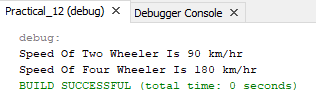 Practical_12 (debug) Debugger Console
debug:
Speed Of Two Wheeler Is 90 km/hr
Speed Of Four Wheeler Is 180 km/hr
BUILD SUCCESSFUL (total time: 0 seconds)